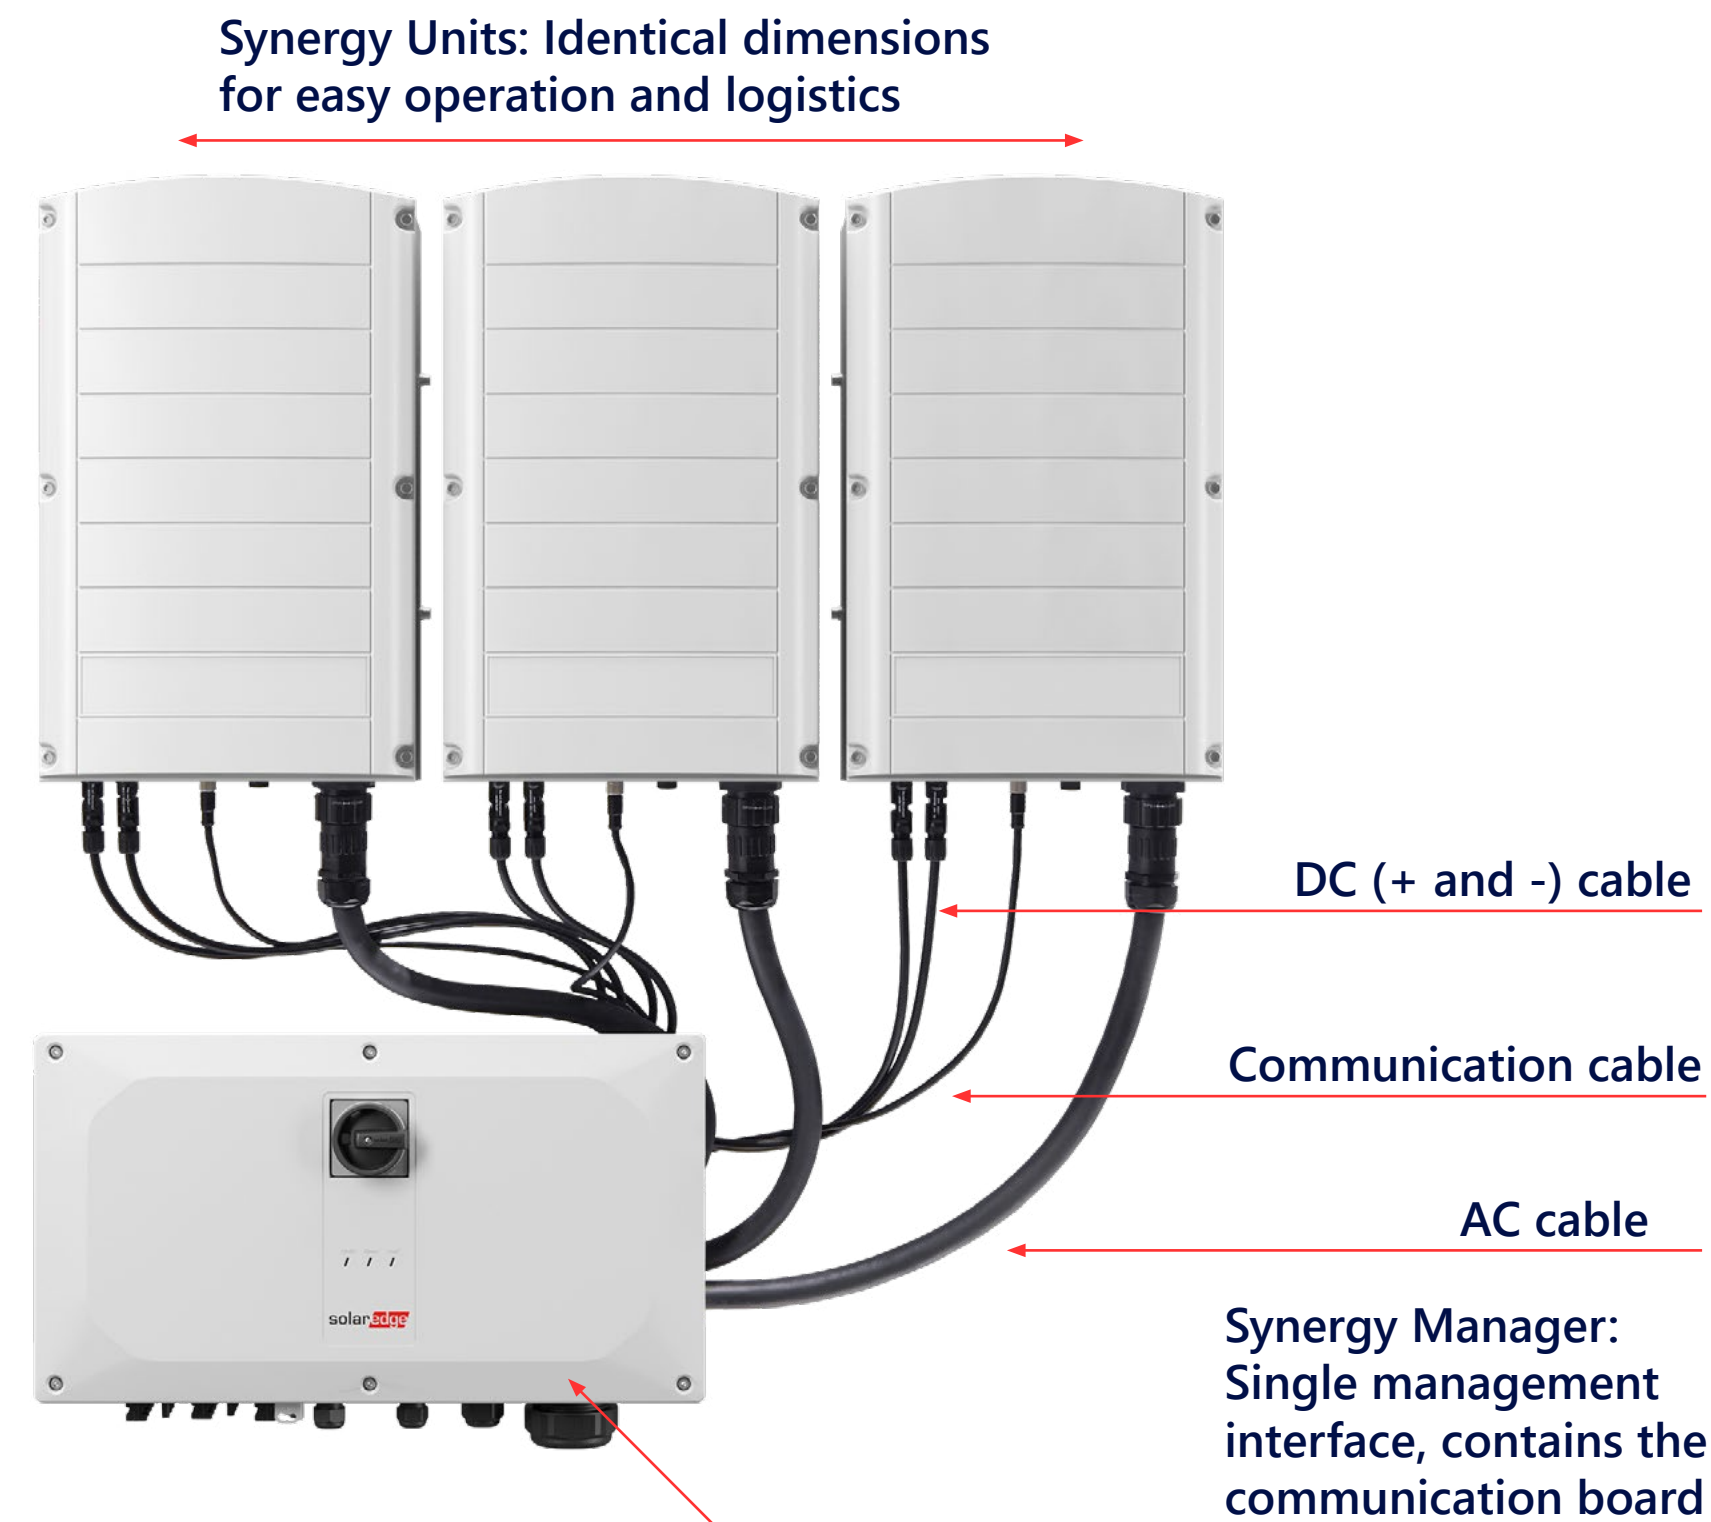 Synergy Units: Identical dimensions
for easy operation and logistics
DC (+ and -) cable
Communication cable
AC cable
solaredge
Synergy Manager:
Single management
interface, contains the
communication board